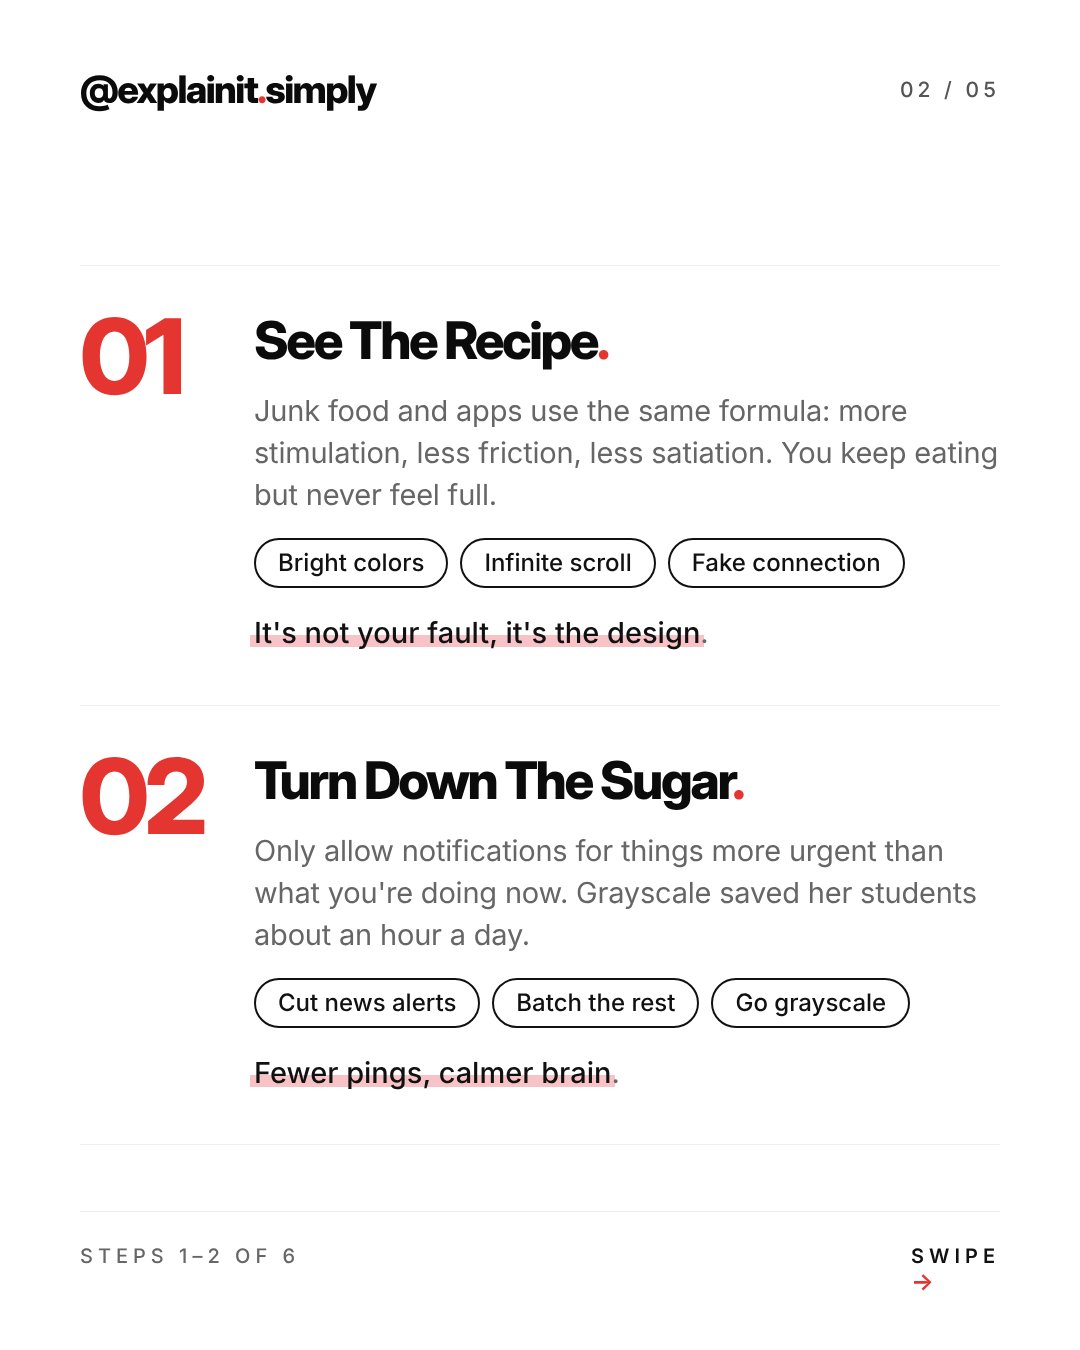 @explainit.simply
02 / 05
01
See The Recipe.
Junk food and apps use the same formula: more
stimulation, less friction, less satiation. You keep eating
but never feel full.
Bright colors
Infinite scroll
Fake connection
It's not your fault, it's the design.
02
Turn Down The Sugar.
Only allow notifications for things more urgent than
what you're doing now. Grayscale saved her students
about an hour a day.
Cut news alerts
Batch the rest
Go grayscale
Fewer pings, calmer brain.
STEPS 1–2 OF 6
SWIPE
→